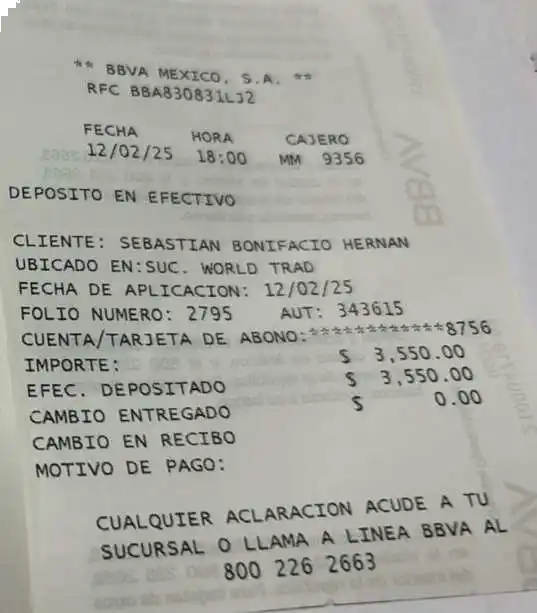 ** BBVA MEXICO, S.A. **
RFC BBA830831LJ2
FECHA HORA CAJERO
12/02/25 18:00 MM 9356
DEPOSITO EN EFECTIVO
CLIENTE: SEBASTIAN BONIFACIO HERNAN
UBICADO EN:SUC. WORLD TRAD
FECHA DE APLICACION: 12/02/25
FOLIO NUMERO: 2795 AUT: 343615
CUENTA/TARJETA DE ABONO:************8756
IMPORTE: $ 3,550.00
EFEC. DEPOSITADO $ 3,550.00
CAMBIO ENTREGADO $ 0.00
CAMBIO EN RECIBO
MOTIVO DE PAGO:
CUALQUIER ACLARACION ACUDE A TU
SUCURSAL O LLAMA A LINEA BBVA AL
800 226 2663
BBVA